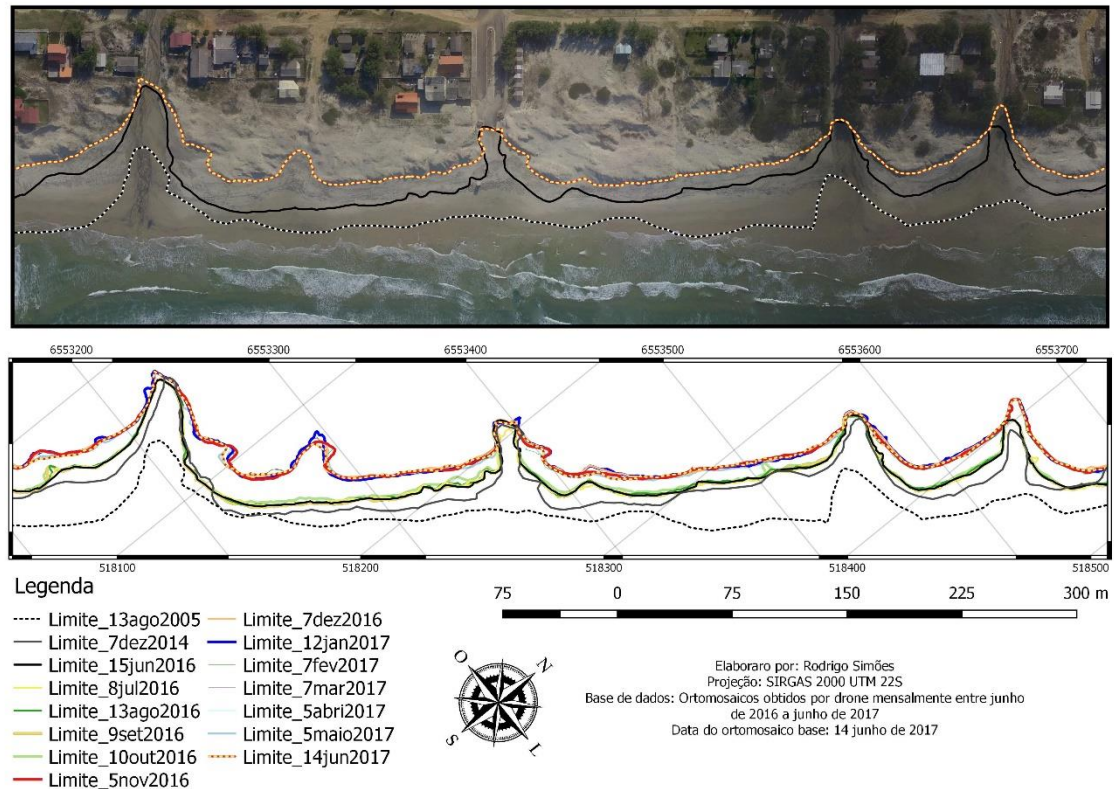 6553200 6553300 6553400 6553500 6553600 6553700
518100 518200 518300 518400 518500
Legenda
75 0 75 150 225 300 m
Limite_13ago2005 Limite_7dez2016
Limite_7dez2014 Limite_12jan2017
Limite_15jun2016 Limite_7fev2017
Limite_8jul2016 Limite_7mar2017
Limite_13ago2016 Limite_5abri2017
Limite_9set2016 Limite_5maio2017
Limite_10out2016 Limite_14jun2017
Limite_5nov2016
O N
S L
Elaboraro por: Rodrigo Simões
Projeção: SIRGAS 2000 UTM 22S
Base de dados: Ortomosaicos obtidos por drone mensalmente entre junho
de 2016 a junho de 2017
Data do ortomosaico base: 14 junho de 2017